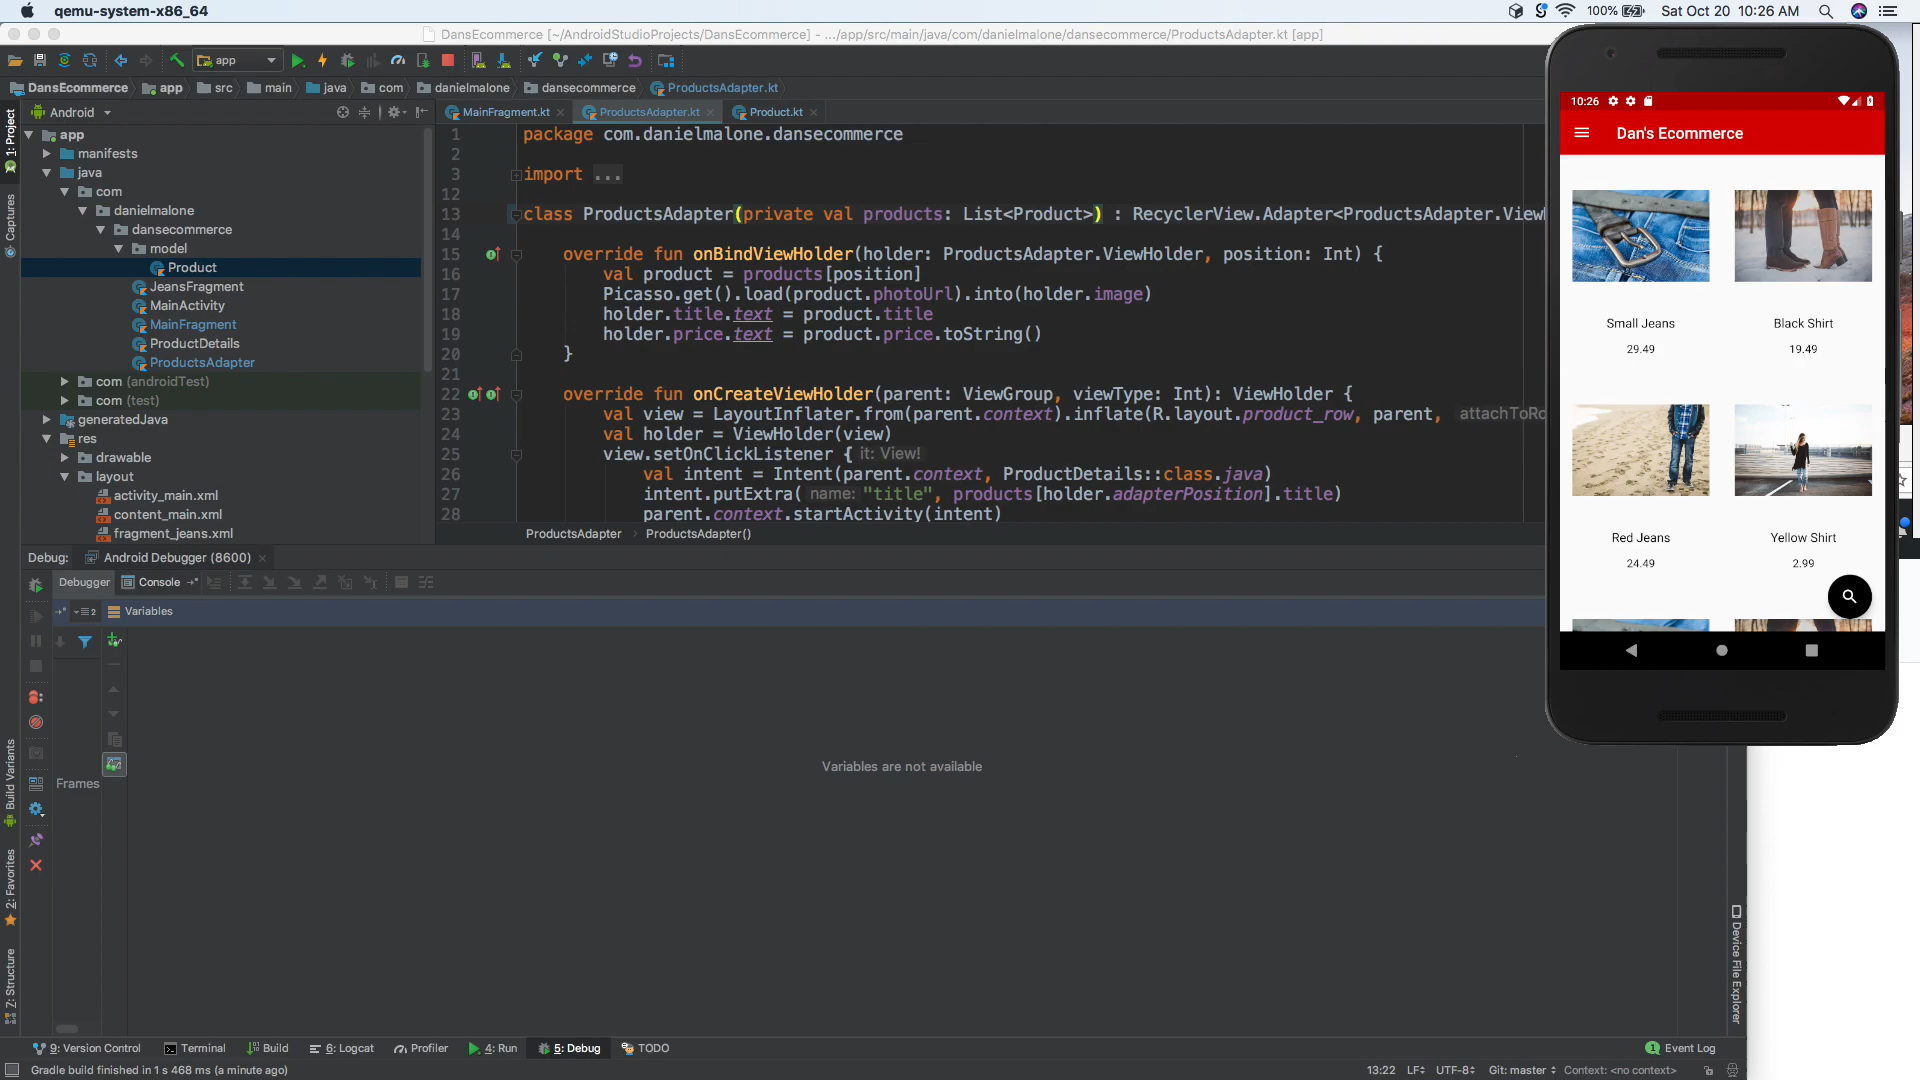 qemu-system-x86_64
100%
Sat Oct 20 10:26 AM
DansEcommerce [~/AndroidStudioProjects/DansEcommerce] - .../app/src/main/java/com/danielmalone/dansecommerce/ProductsAdapter.kt [app]
app
DansEcommerce app src main java com danielmalone dansecommerce ProductsAdapter.kt
1: Project
Captures
Build Variants
2: Favorites
7: Structure
Android
app
manifests
java
com
danielmalone
dansecommerce
model
Product
JeansFragment
MainActivity
MainFragment
ProductDetails
ProductsAdapter
com (androidTest)
com (test)
generatedJava
res
drawable
layout
activity_main.xml
content_main.xml
fragment_jeans.xml
MainFragment.kt ProductsAdapter.kt Product.kt
1 package com.danielmalone.dansecommerce
2
3 import ...
12
13 class ProductsAdapter(private val products: List<Product>) : RecyclerView.Adapter<ProductsAdapter.View
14
15 override fun onBindViewHolder(holder: ProductsAdapter.ViewHolder, position: Int) {
16 val product = products[position]
17 Picasso.get().load(product.photoUrl).into(holder.image)
18 holder.title.text = product.title
19 holder.price.text = product.price.toString()
20 }
21
22 override fun onCreateViewHolder(parent: ViewGroup, viewType: Int): ViewHolder {
23 val view = LayoutInflater.from(parent.context).inflate(R.layout.product_row, parent, attachToRo
24 val holder = ViewHolder(view)
25 view.setOnClickListener { it: View!
26 val intent = Intent(parent.context, ProductDetails::class.java)
27 intent.putExtra( name: "title", products[holder.adapterPosition].title)
28 parent.context.startActivity(intent)
ProductsAdapter ProductsAdapter()
Debug: Android Debugger (8600)
Debugger Console
2 Variables
Frames
Variables are not available
10:26
Dan's Ecommerce
Small Jeans
29.49
Black Shirt
19.49
Red Jeans
24.49
Yellow Shirt
2.99
Device File Explorer
9: Version Control Terminal Build 6: Logcat Profiler 4: Run 5: Debug TODO
1 Event Log
Gradle build finished in 1 s 468 ms (a minute ago)
13:22 LF UTF-8 Git: master Context: <no context>